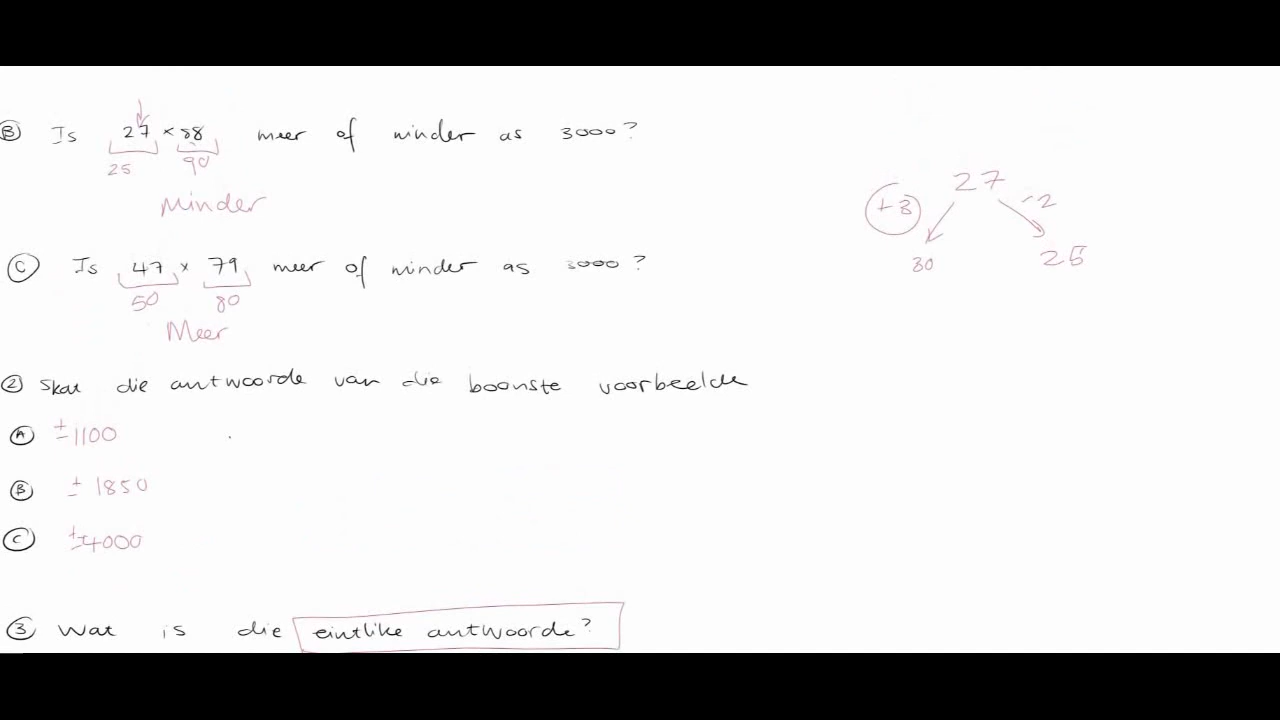 B Is 27 × 88 meer of minder as 3000?
25 90
Minder
27
+3 -2
30 25
C Is 47 × 79 meer of minder as 3000?
50 80
Meer
2 Skat die antwoorde van die boonste voorbeelde
A ±1100
B ± 1850
C ±4000
3 Wat is die eintlike antwoorde?